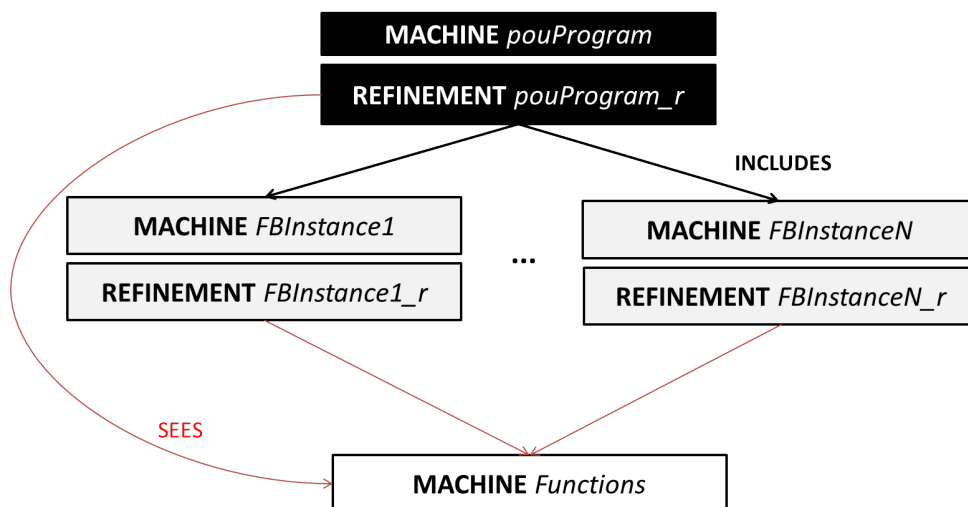 MACHINE pouProgram
REFINEMENT pouProgram_r
INCLUDES
MACHINE FBInstance1
MACHINE FBInstanceN
...
REFINEMENT FBInstance1_r
REFINEMENT FBInstanceN_r
SEES
MACHINE Functions